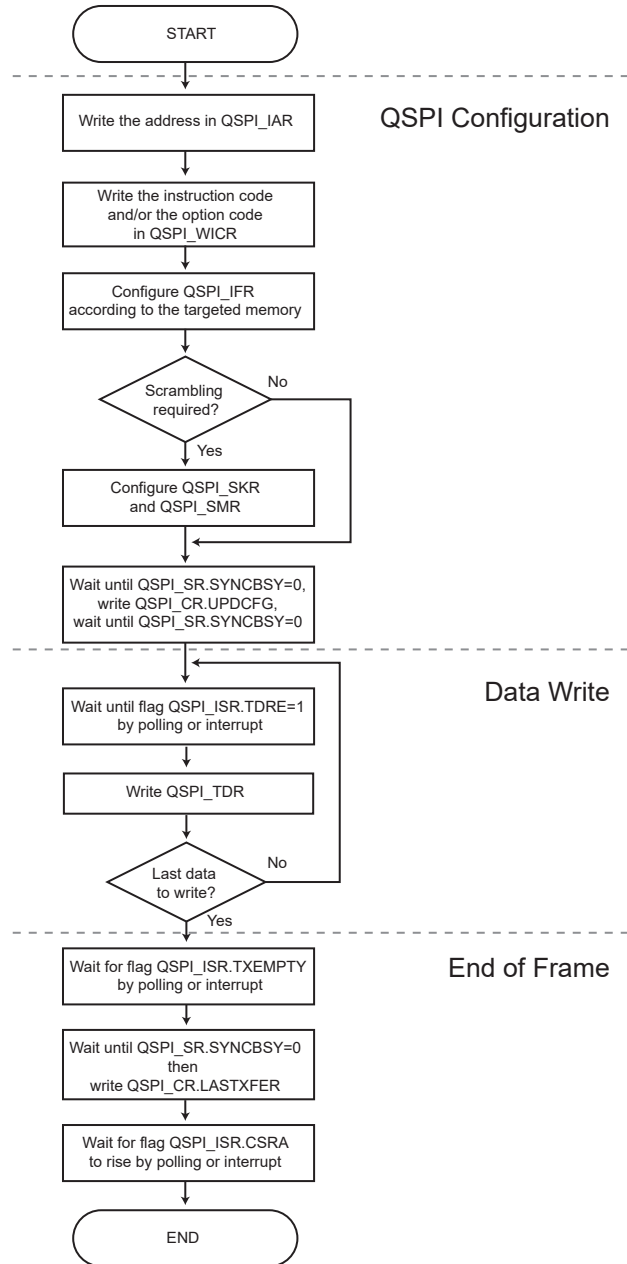 START
QSPI Configuration
Write the address in QSPI_IAR
Write the instruction code
and/or the option code
in QSPI_WICR
Configure QSPI_IFR
according to the targeted memory
Scrambling
required?
No
Yes
Configure QSPI_SKR
and QSPI_SMR
Wait until QSPI_SR.SYNCBSY=0,
write QSPI_CR.UPDCFG,
wait until QSPI_SR.SYNCBSY=0
Data Write
Wait until flag QSPI_ISR.TDRE=1
by polling or interrupt
Write QSPI_TDR
Last data
to write?
No
Yes
End of Frame
Wait for flag QSPI_ISR.TXEMPTY
by polling or interrupt
Wait until QSPI_SR.SYNCBSY=0
then
write QSPI_CR.LASTXFER
Wait for flag QSPI_ISR.CSRA
to rise by polling or interrupt
END